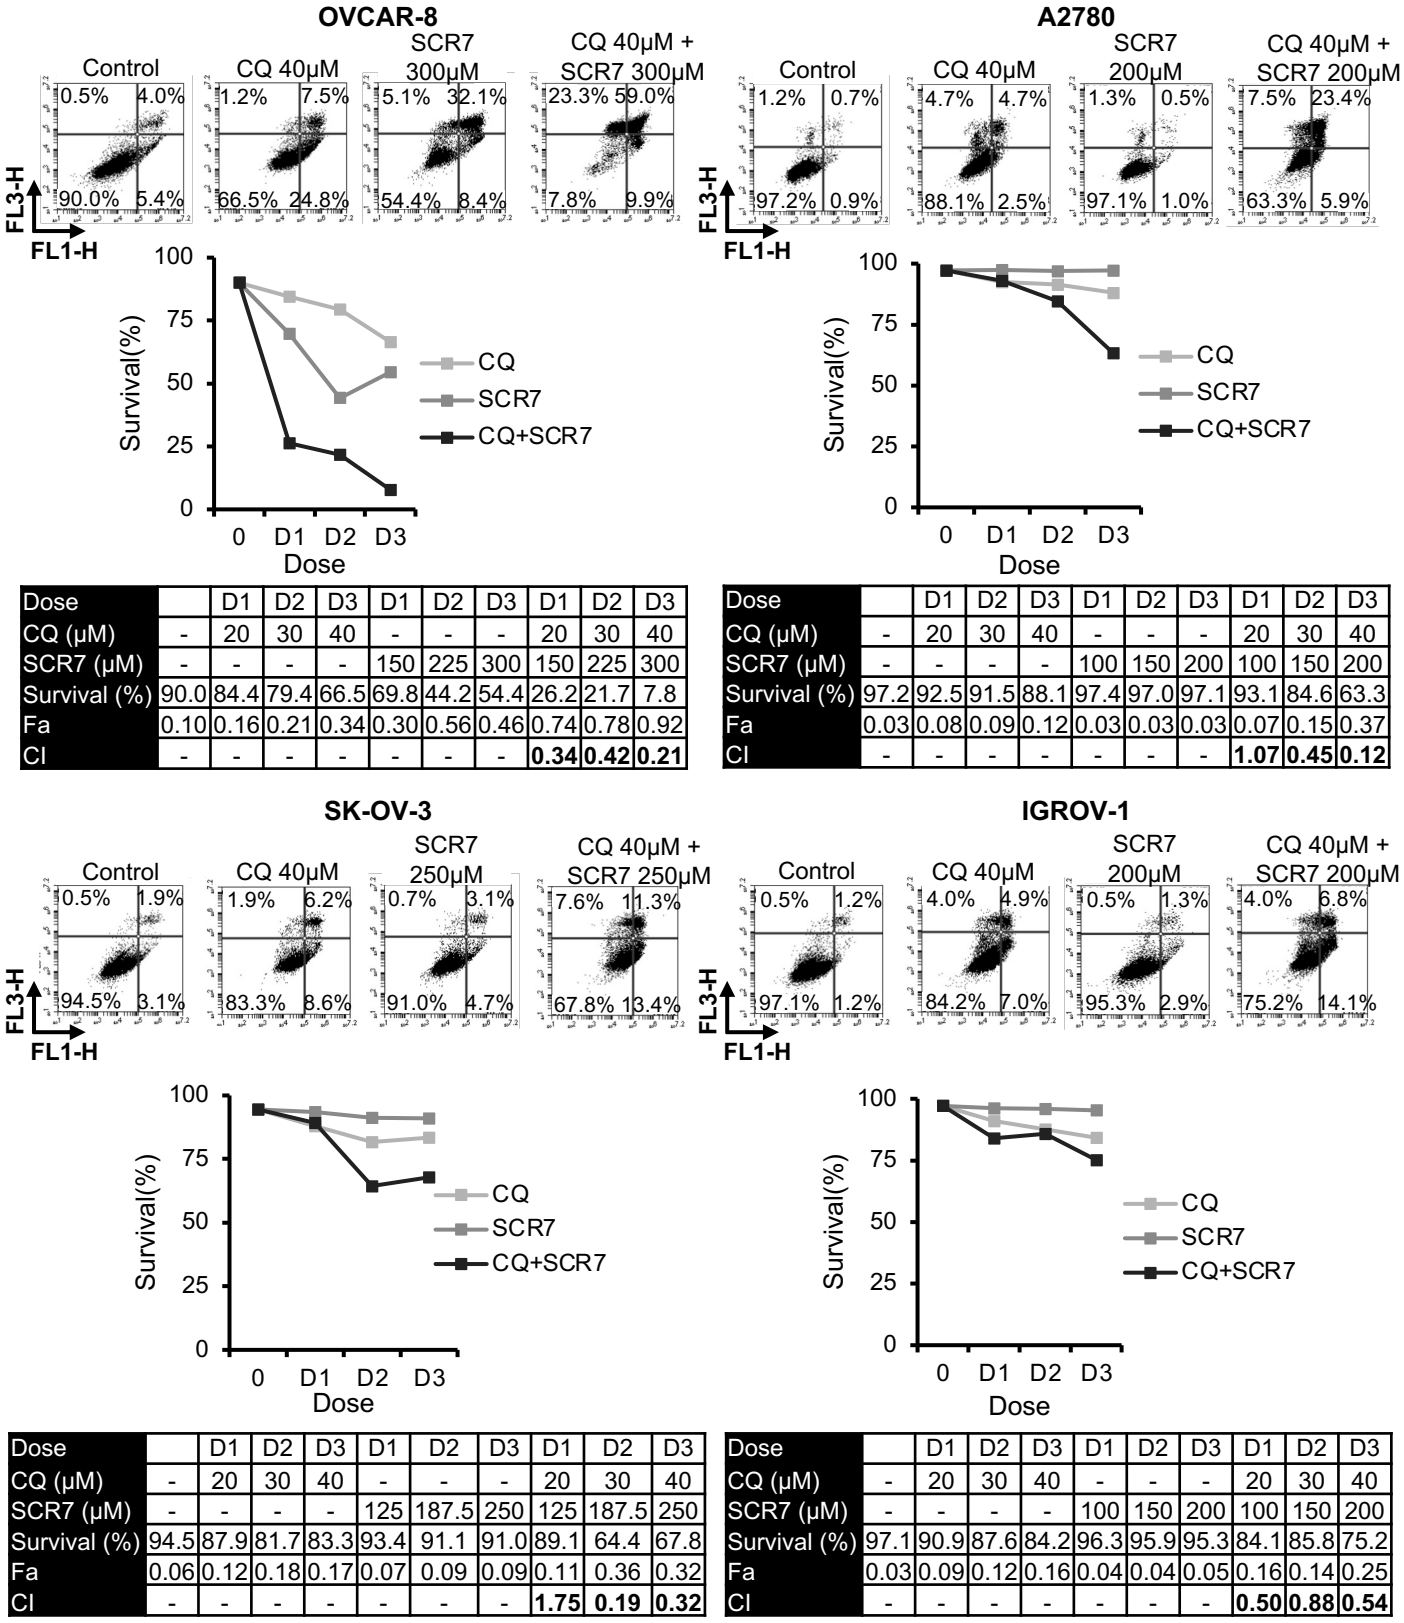 OVCAR-8
Control
CQ 40µM
SCR7
300µM
CQ 40µM +
SCR7 300µM
0.5% 4.0%
90.0% 5.4%
1.2% 7.5%
66.5% 24.8%
5.1% 32.1%
54.4% 8.4%
23.3% 59.0%
7.8% 9.9%
FL3-H
FL1-H
100
75
50
25
0
Survival(%)
0 D1 D2 D3
Dose
CQ
SCR7
CQ+SCR7
Dose D1 D2 D3 D1 D2 D3 D1 D2 D3
CQ (µM) - 20 30 40 - - - 20 30 40
SCR7 (µM) - - - - 150 225 300 150 225 300
Survival (%) 90.0 84.4 79.4 66.5 69.8 44.2 54.4 26.2 21.7 7.8
Fa 0.10 0.16 0.21 0.34 0.30 0.56 0.46 0.74 0.78 0.92
CI - - - - - - - 0.34 0.42 0.21
A2780
Control
CQ 40µM
SCR7
200µM
CQ 40µM +
SCR7 200µM
1.2% 0.7%
97.2% 0.9%
4.7% 4.7%
88.1% 2.5%
1.3% 0.5%
97.1% 1.0%
7.5% 23.4%
63.3% 5.9%
FL3-H
FL1-H
100
75
50
25
0
Survival(%)
0 D1 D2 D3
Dose
CQ
SCR7
CQ+SCR7
Dose D1 D2 D3 D1 D2 D3 D1 D2 D3
CQ (µM) - 20 30 40 - - - 20 30 40
SCR7 (µM) - - - - 100 150 200 100 150 200
Survival (%) 97.2 92.5 91.5 88.1 97.4 97.0 97.1 93.1 84.6 63.3
Fa 0.03 0.08 0.09 0.12 0.03 0.03 0.03 0.07 0.15 0.37
CI - - - - - - - 1.07 0.45 0.12
SK-OV-3
Control
CQ 40µM
SCR7
250µM
CQ 40µM +
SCR7 250µM
0.5% 1.9%
94.5% 3.1%
1.9% 6.2%
83.3% 8.6%
0.7% 3.1%
91.0% 4.7%
7.6% 11.3%
67.8% 13.4%
FL3-H
FL1-H
100
75
50
25
0
Survival(%)
0 D1 D2 D3
Dose
CQ
SCR7
CQ+SCR7
Dose D1 D2 D3 D1 D2 D3 D1 D2 D3
CQ (µM) - 20 30 40 - - - 20 30 40
SCR7 (µM) - - - - 125 187.5 250 125 187.5 250
Survival (%) 94.5 87.9 81.7 83.3 93.4 91.1 91.0 89.1 64.4 67.8
Fa 0.06 0.12 0.18 0.17 0.07 0.09 0.09 0.11 0.36 0.32
CI - - - - - - - 1.75 0.19 0.32
IGROV-1
Control
CQ 40µM
SCR7
200µM
CQ 40µM +
SCR7 200µM
0.5% 1.2%
97.1% 1.2%
4.0% 4.9%
84.2% 7.0%
0.5% 1.3%
95.3% 2.9%
4.0% 6.8%
75.2% 14.1%
FL3-H
FL1-H
100
75
50
25
0
Survival(%)
0 D1 D2 D3
Dose
CQ
SCR7
CQ+SCR7
Dose D1 D2 D3 D1 D2 D3 D1 D2 D3
CQ (µM) - 20 30 40 - - - 20 30 40
SCR7 (µM) - - - - 100 150 200 100 150 200
Survival (%) 97.1 90.9 87.6 84.2 96.3 95.9 95.3 84.1 85.8 75.2
Fa 0.03 0.09 0.12 0.16 0.04 0.04 0.05 0.16 0.14 0.25
CI - - - - - - - 0.50 0.88 0.54